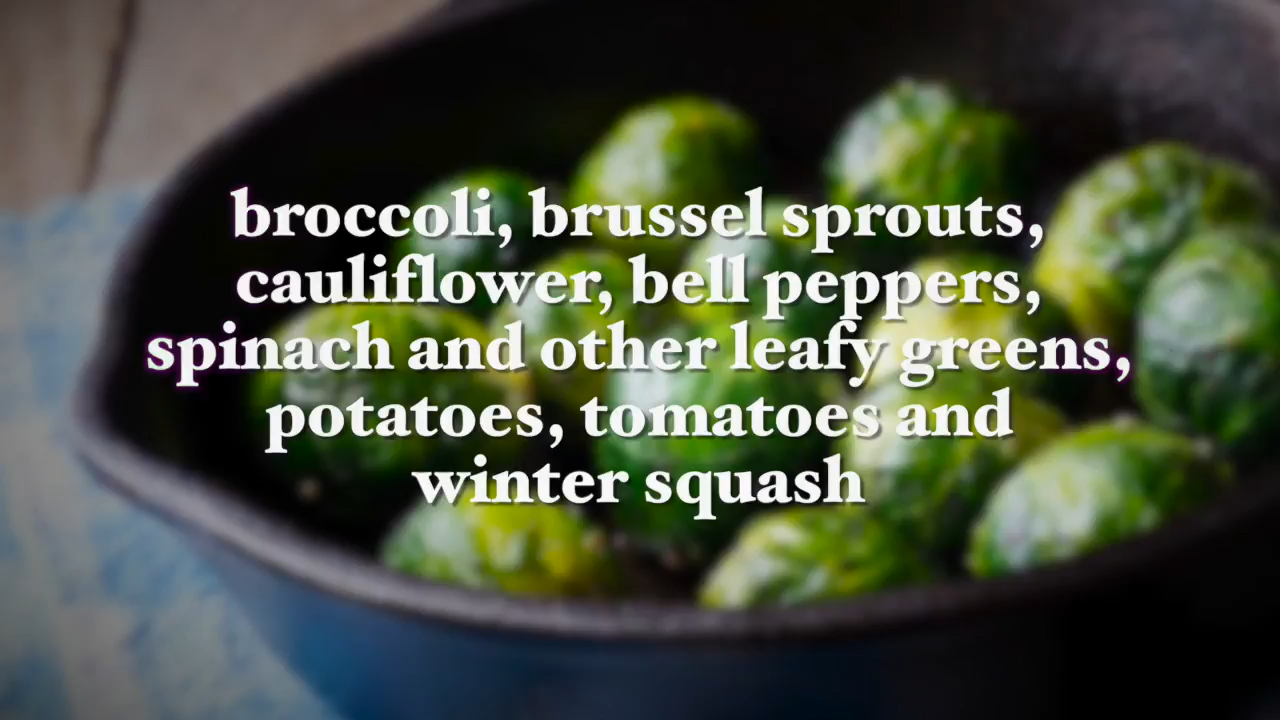 broccoli, brussel sprouts,
cauliflower, bell peppers,
spinach and other leafy greens,
potatoes, tomatoes and
winter squash